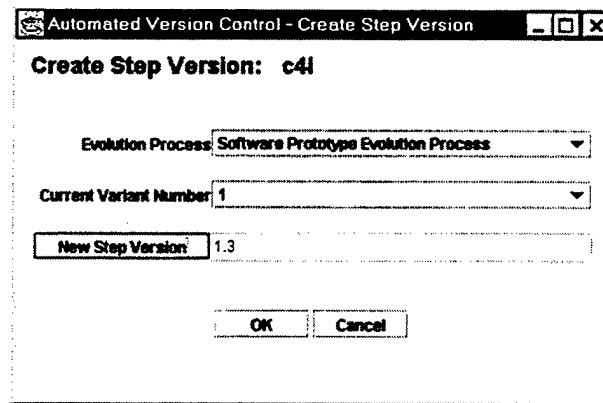 Automated Version Control - Create Step Version
Create Step Version: c4i
Evolution Process Software Prototype Evolution Process
Current Variant Number 1
New Step Version 1.3
OK Cancel